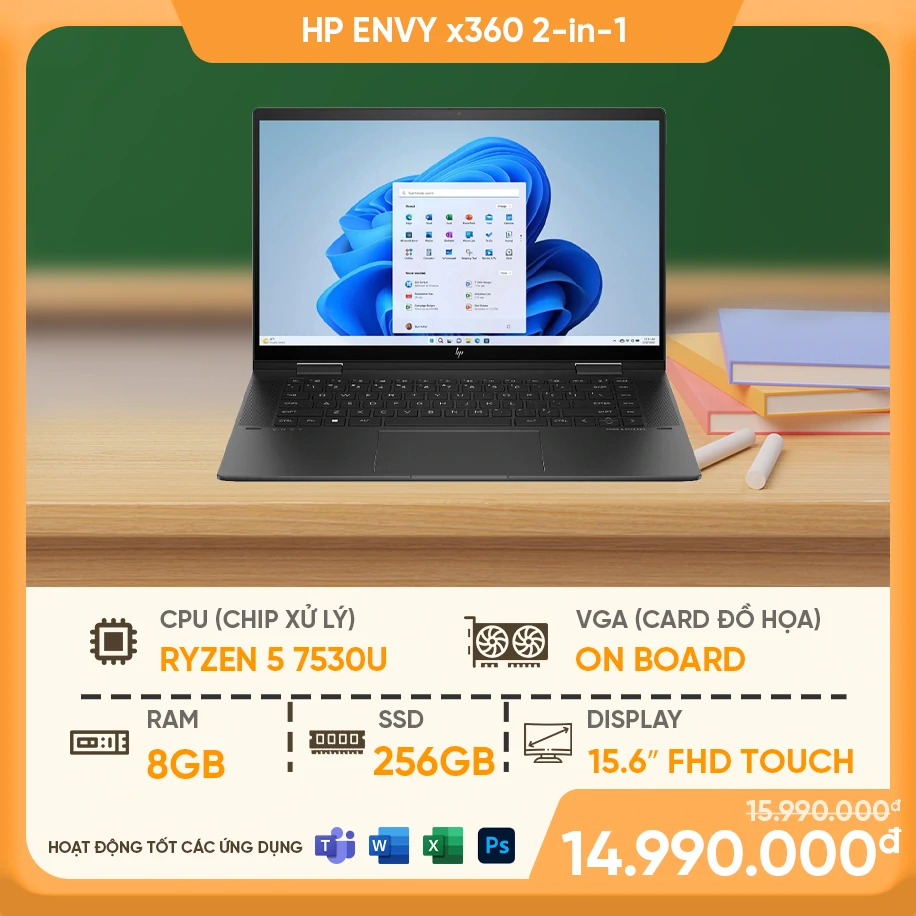 HP ENVY x360 2-in-1
hp
CPU (CHIP XỬ LÝ)
RYZEN 5 7530U
VGA (CARD ĐỒ HỌA)
ON BOARD
RAM
8GB
SSD
256GB
DISPLAY
15.6″ FHD TOUCH
15.990.000đ
14.990.000đ
HOẠT ĐỘNG TỐT CÁC ỨNG DỤNG
T
W
X
Ps